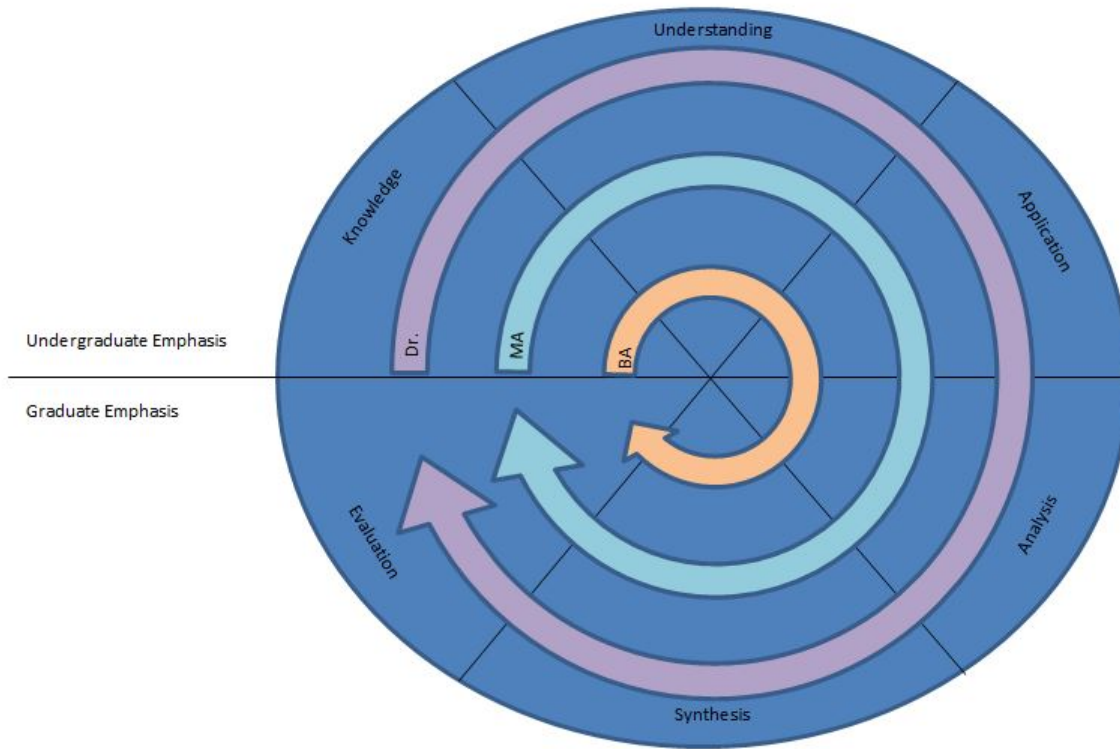 Understanding
Knowledge
Application
Undergraduate Emphasis
Dr.
MA
BA
Graduate Emphasis
Evaluation
Analysis
Synthesis